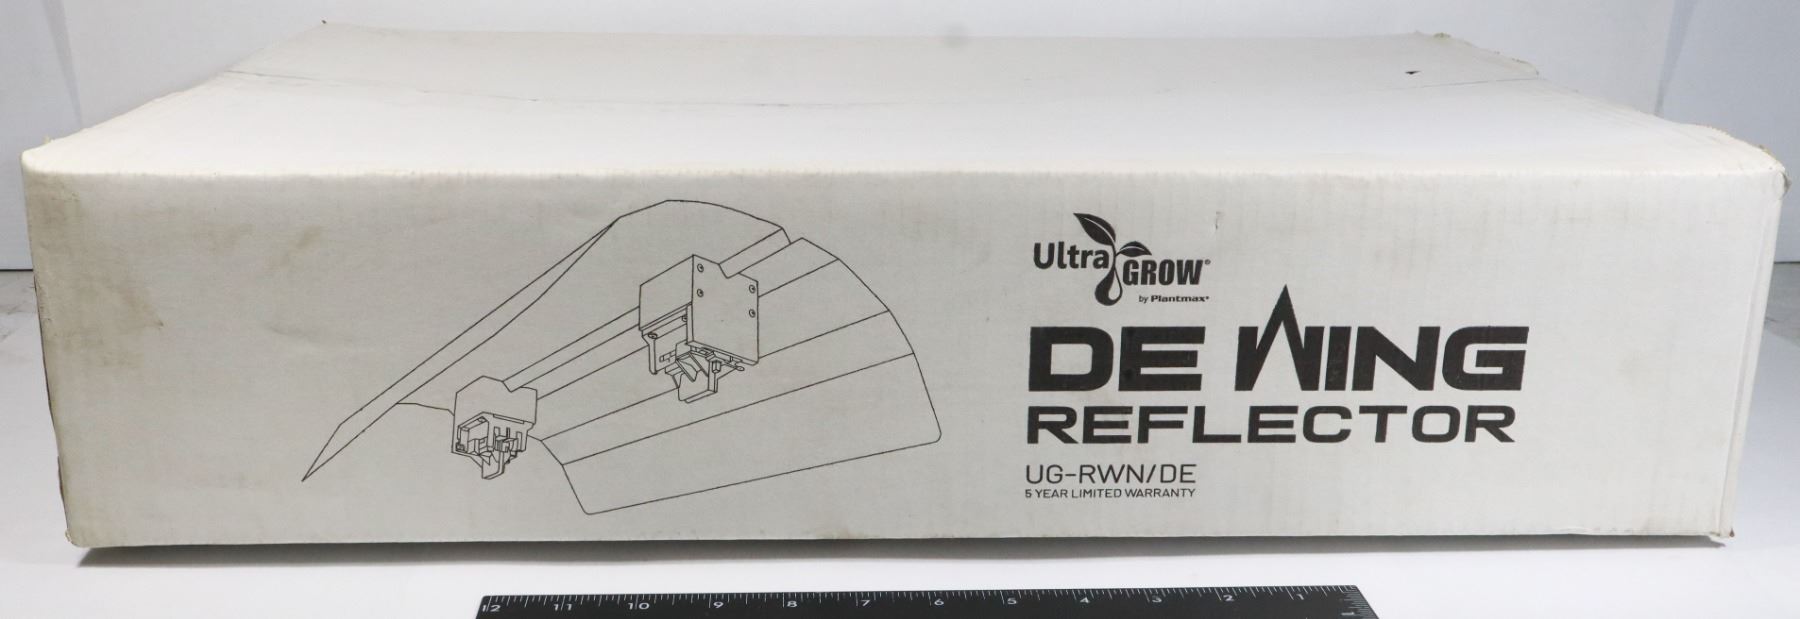 Ultra
GROW®
by Plantmax®
DE WING
REFLECTOR
UG-RWN/DE
5 YEAR LIMITED WARRANTY
12 11 10 9 8 7 6 5 4 3 2 1